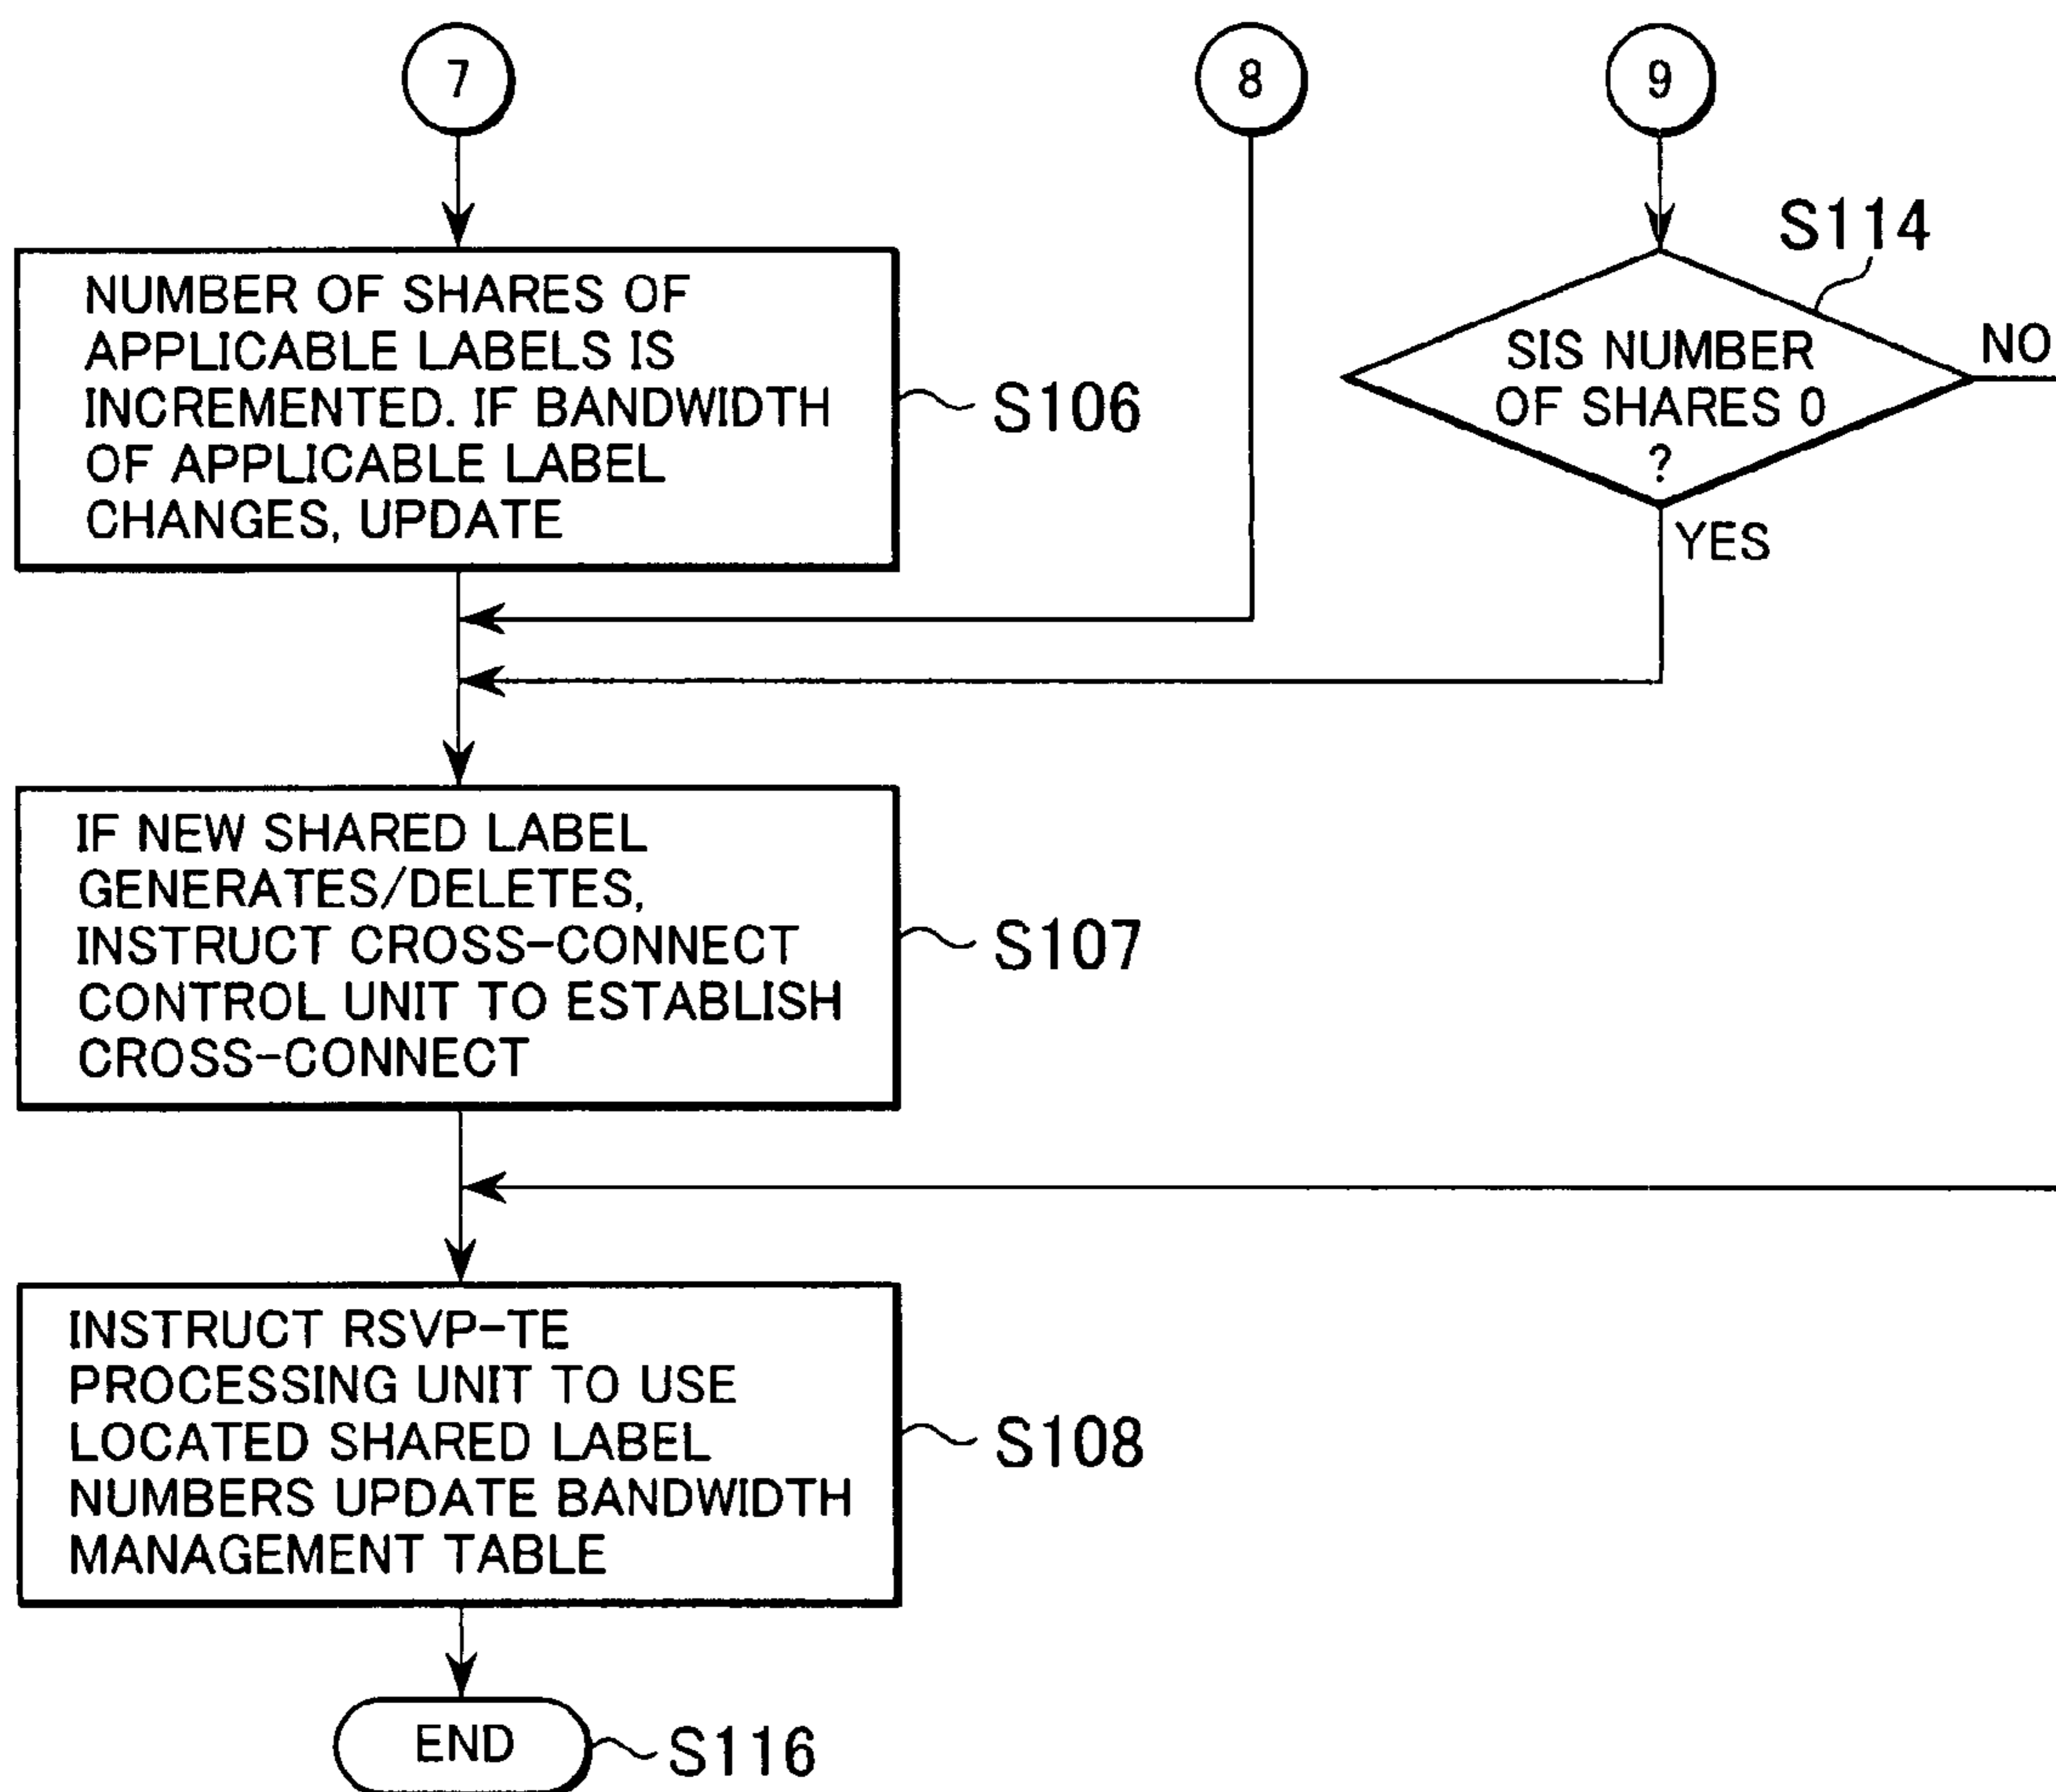 7
8
9
NUMBER OF SHARES OF
APPLICABLE LABELS IS
INCREMENTED. IF BANDWIDTH
OF APPLICABLE LABEL
CHANGES, UPDATE
S106
S114
SIS NUMBER
OF SHARES 0
?
NO
YES
IF NEW SHARED LABEL
GENERATES/DELETES,
INSTRUCT CROSS-CONNECT
CONTROL UNIT TO ESTABLISH
CROSS-CONNECT
S107
INSTRUCT RSVP-TE
PROCESSING UNIT TO USE
LOCATED SHARED LABEL
NUMBERS UPDATE BANDWIDTH
MANAGEMENT TABLE
S108
END
S116